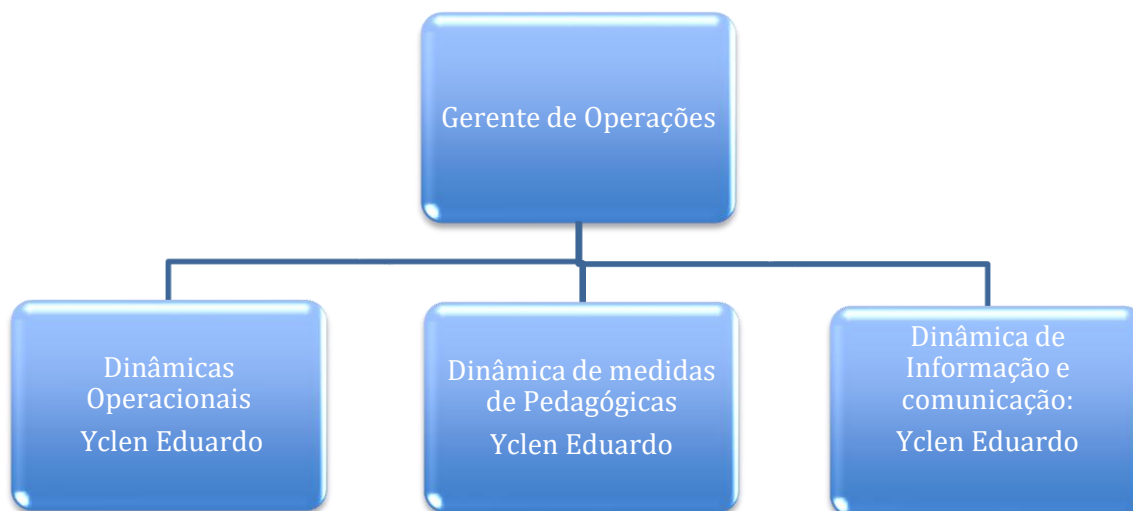 Gerente de Operações
Dinâmicas
Operacionais
Yclen Eduardo
Dinâmica de medidas
de Pedagógicas
Yclen Eduardo
Dinâmica de
Informação e
comunicação:
Yclen Eduardo